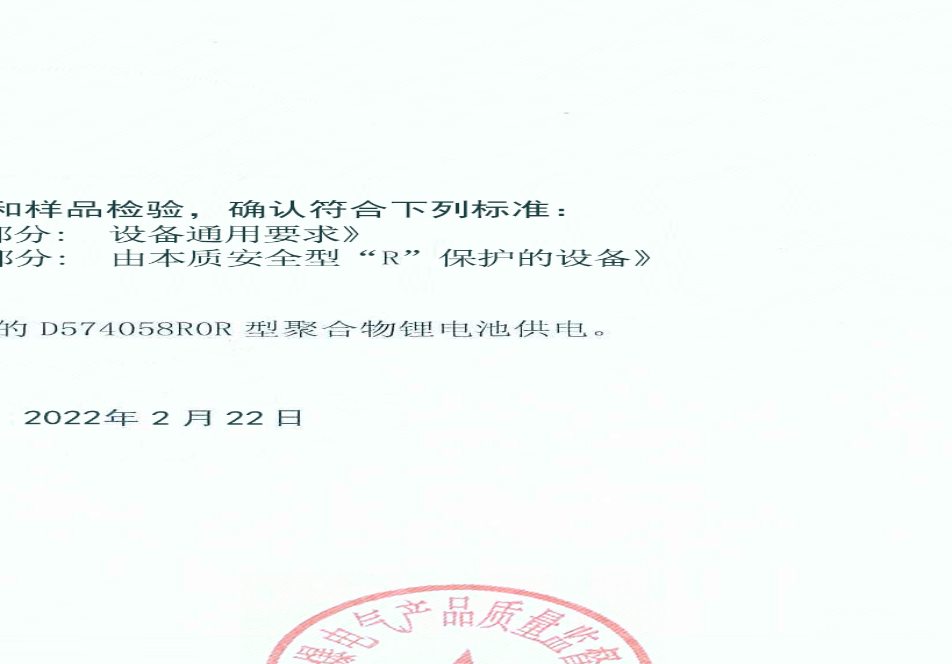 和样品检验，确认符合下列标准：
部分： 设备通用要求》
部分： 由本质安全型“R”保护的设备》
的 D574058R0R 型聚合物锂电池供电。
2022年 2 月 22 日
爆电气产品质量监督